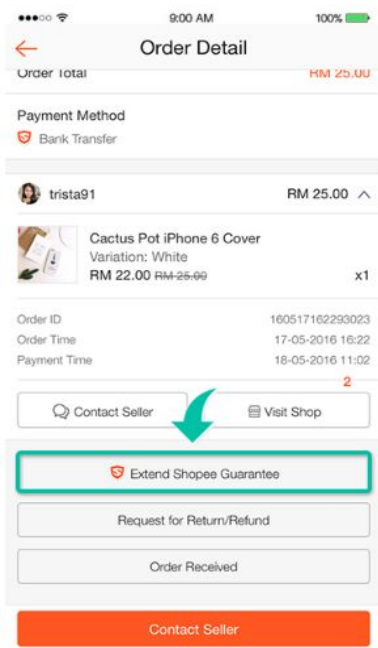 9:00 AM 100%
Order Detail
Order Total RM 25.00
Payment Method
Bank Transfer
trista91 RM 25.00
Cactus Pot iPhone 6 Cover
Variation: White
RM 22.00 RM 25.00 x1
Order ID 160517162293023
Order Time 17-05-2016 16:22
Payment Time 18-05-2016 11:02
2
Contact Seller Visit Shop
Extend Shopee Guarantee
Request for Return/Refund
Order Received
Contact Seller